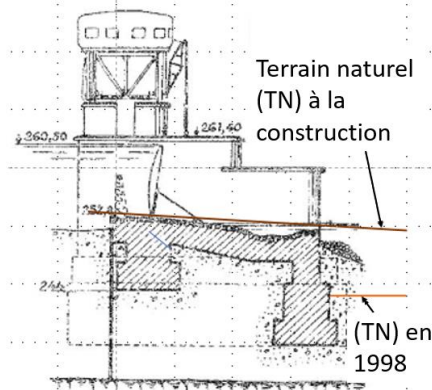 Terrain naturel
(TN) à la
construction
261,40
260,50
(TN) en
1998